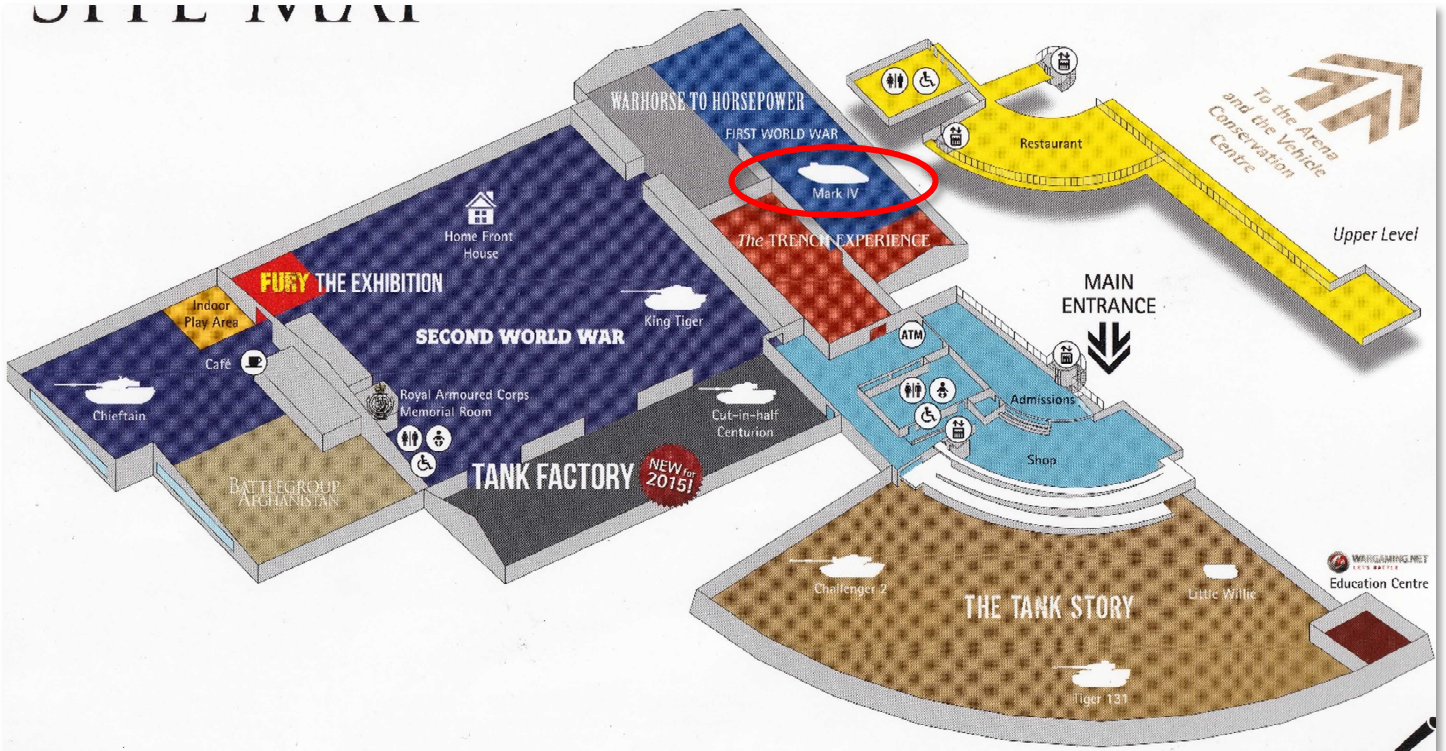 SITE MAP
WARHORSE TO HORSEPOWER
FIRST WORLD WAR
Mark IV
The TRENCH EXPERIENCE
Restaurant
To the Arena
and the Vehicle
Conservation
Centre
Upper Level
MAIN
ENTRANCE
Home Front
House
FURY THE EXHIBITION
Indoor
Play Area
King Tiger
SECOND WORLD WAR
Café
Chieftain
Royal Armoured Corps
Memorial Room
Cut-in-half
Centurion
ATM
Admissions
Shop
BATTLEGROUP
AFGHANISTAN
TANK FACTORY
NEW for
2015!
Challenger 2
THE TANK STORY
Little Willie
Tiger 131
WARGAMING.NET
LET'S BATTLE
Education Centre